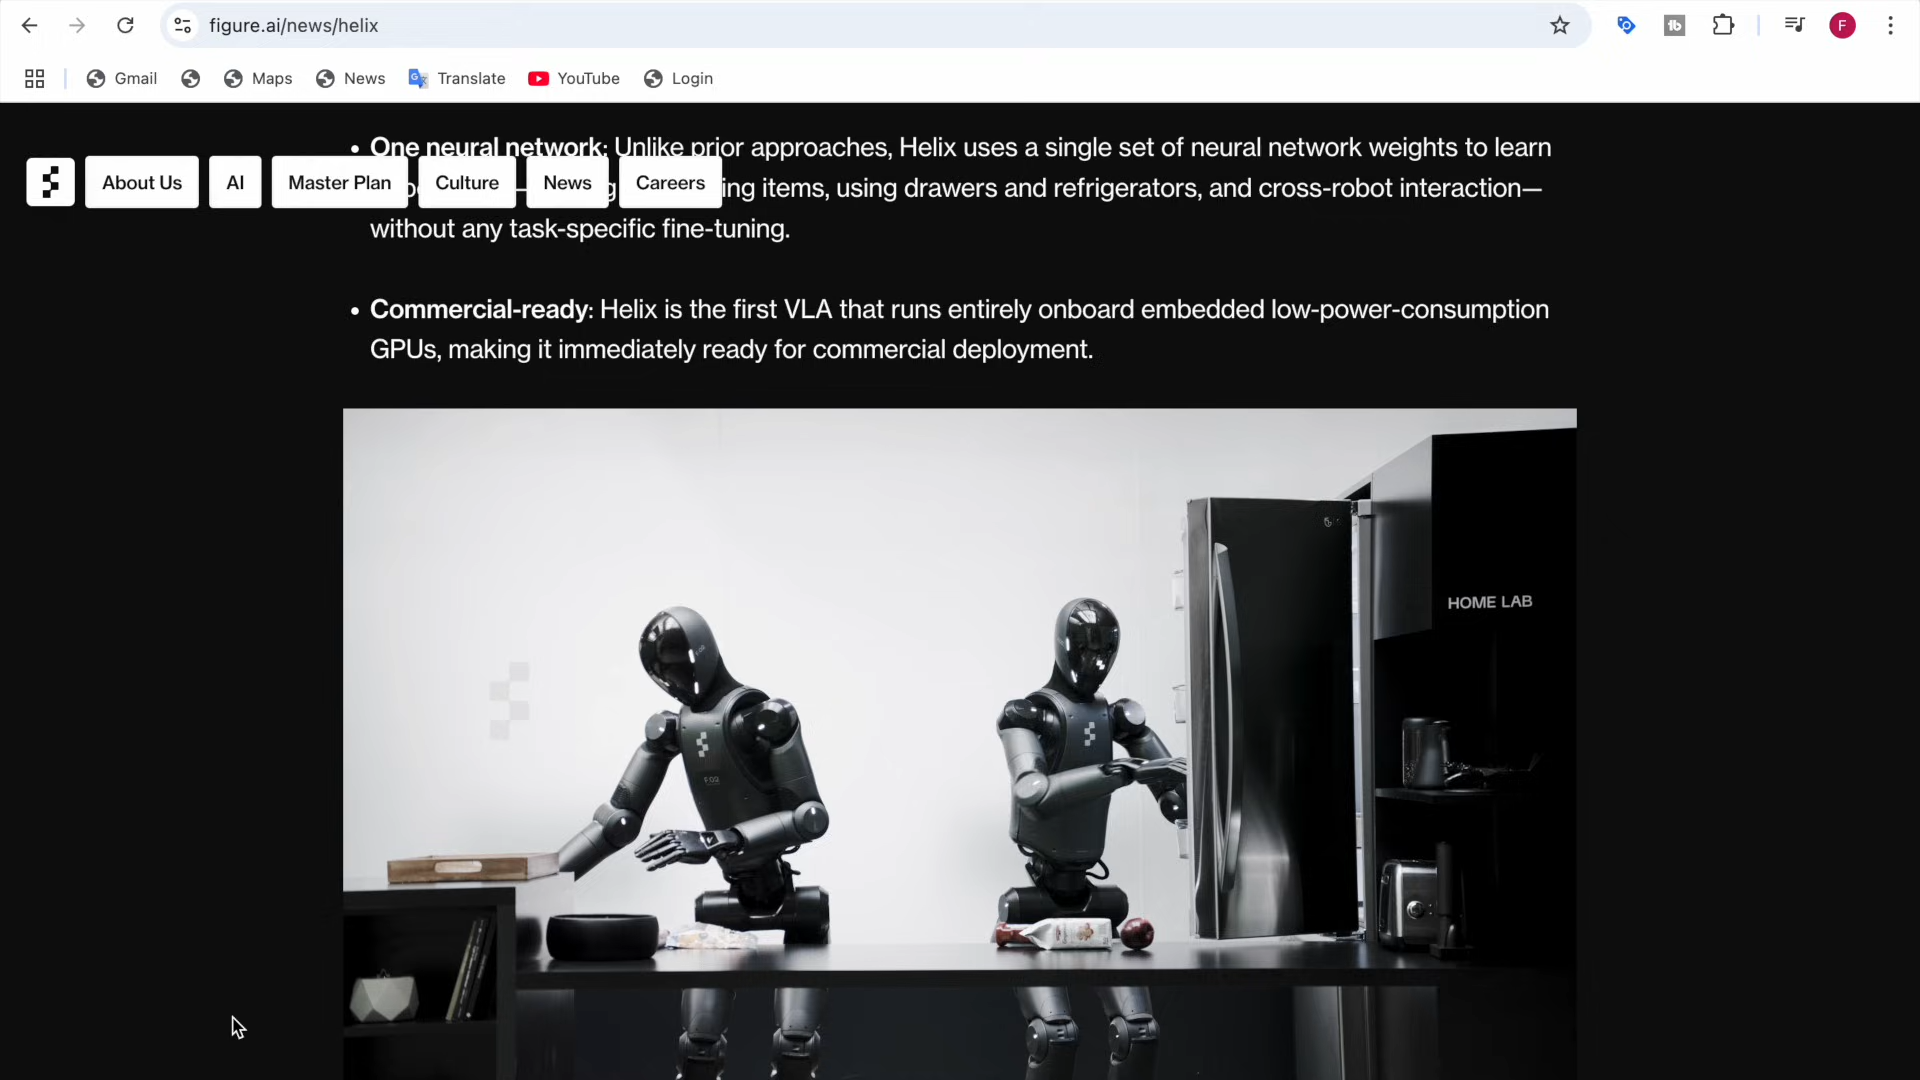 figure.ai/news/helix
F
Gmail
Maps
News
Translate
YouTube
Login
One neural network: Unlike prior approaches, Helix uses a single set of neural network weights to learn
ing items, using drawers and refrigerators, and cross-robot interaction—
without any task-specific fine-tuning.
About Us
AI
Master Plan
Culture
News
Careers
Commercial-ready: Helix is the first VLA that runs entirely onboard embedded low-power-consumption
GPUs, making it immediately ready for commercial deployment.
HOME LAB